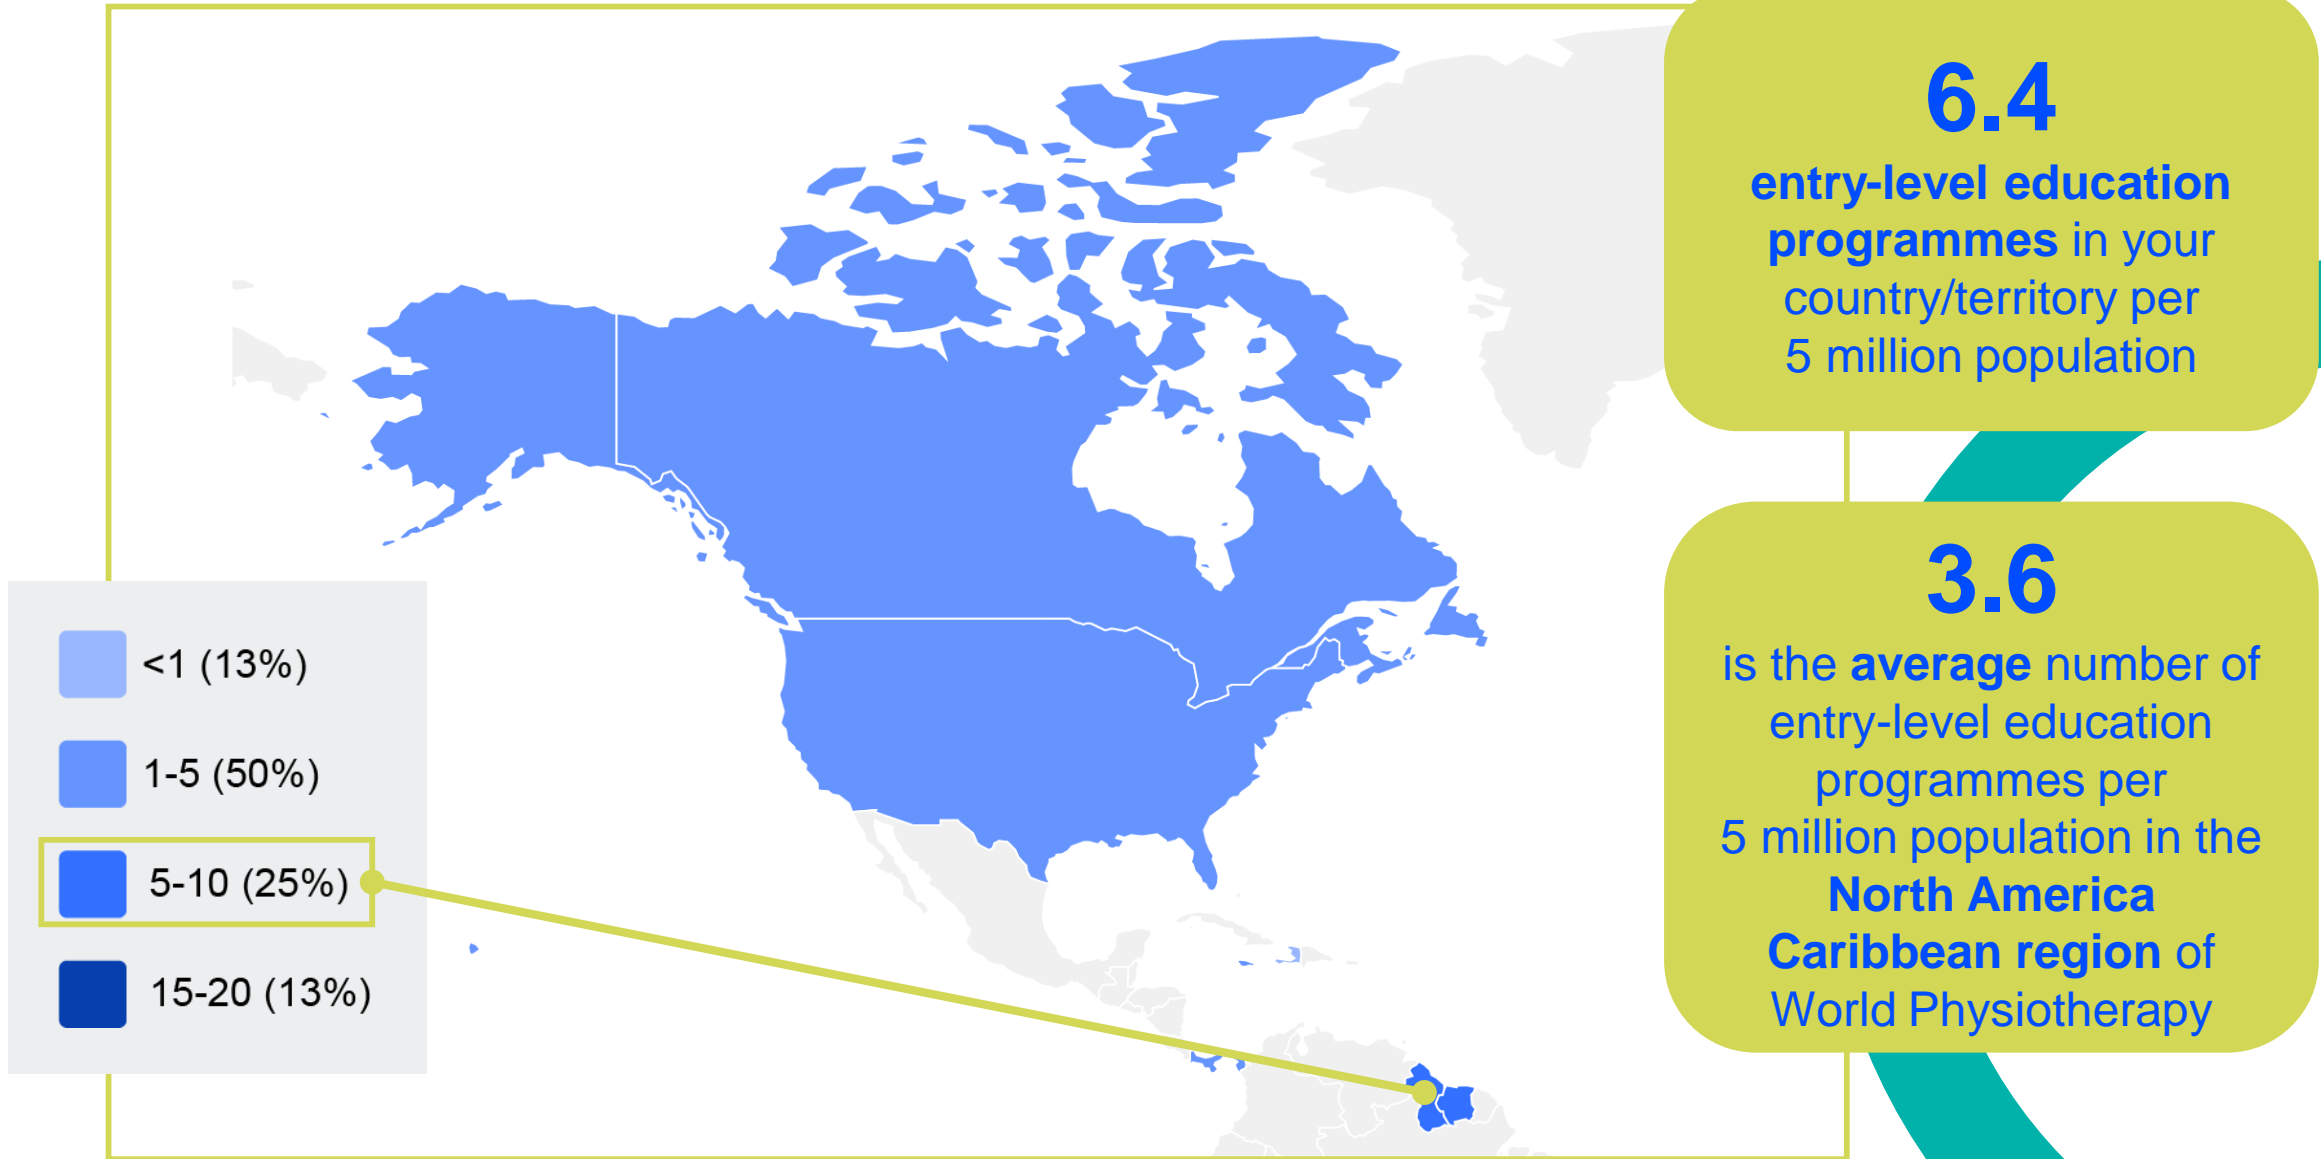 6.4
entry-level education
programmes in your
country/territory per
5 million population
3.6
is the average number of
entry-level education
programmes per
5 million population in the
North America
Caribbean region of
World Physiotherapy
<1 (13%)
1-5 (50%)
5-10 (25%)
15-20 (13%)